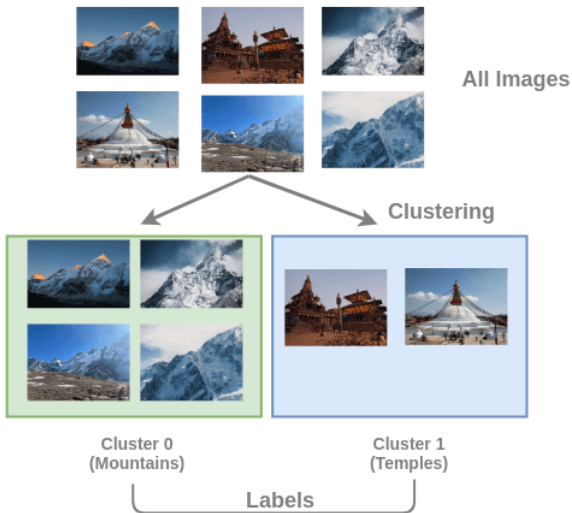 All Images
Clustering
Cluster 0
(Mountains)
Cluster 1
(Temples)
Labels